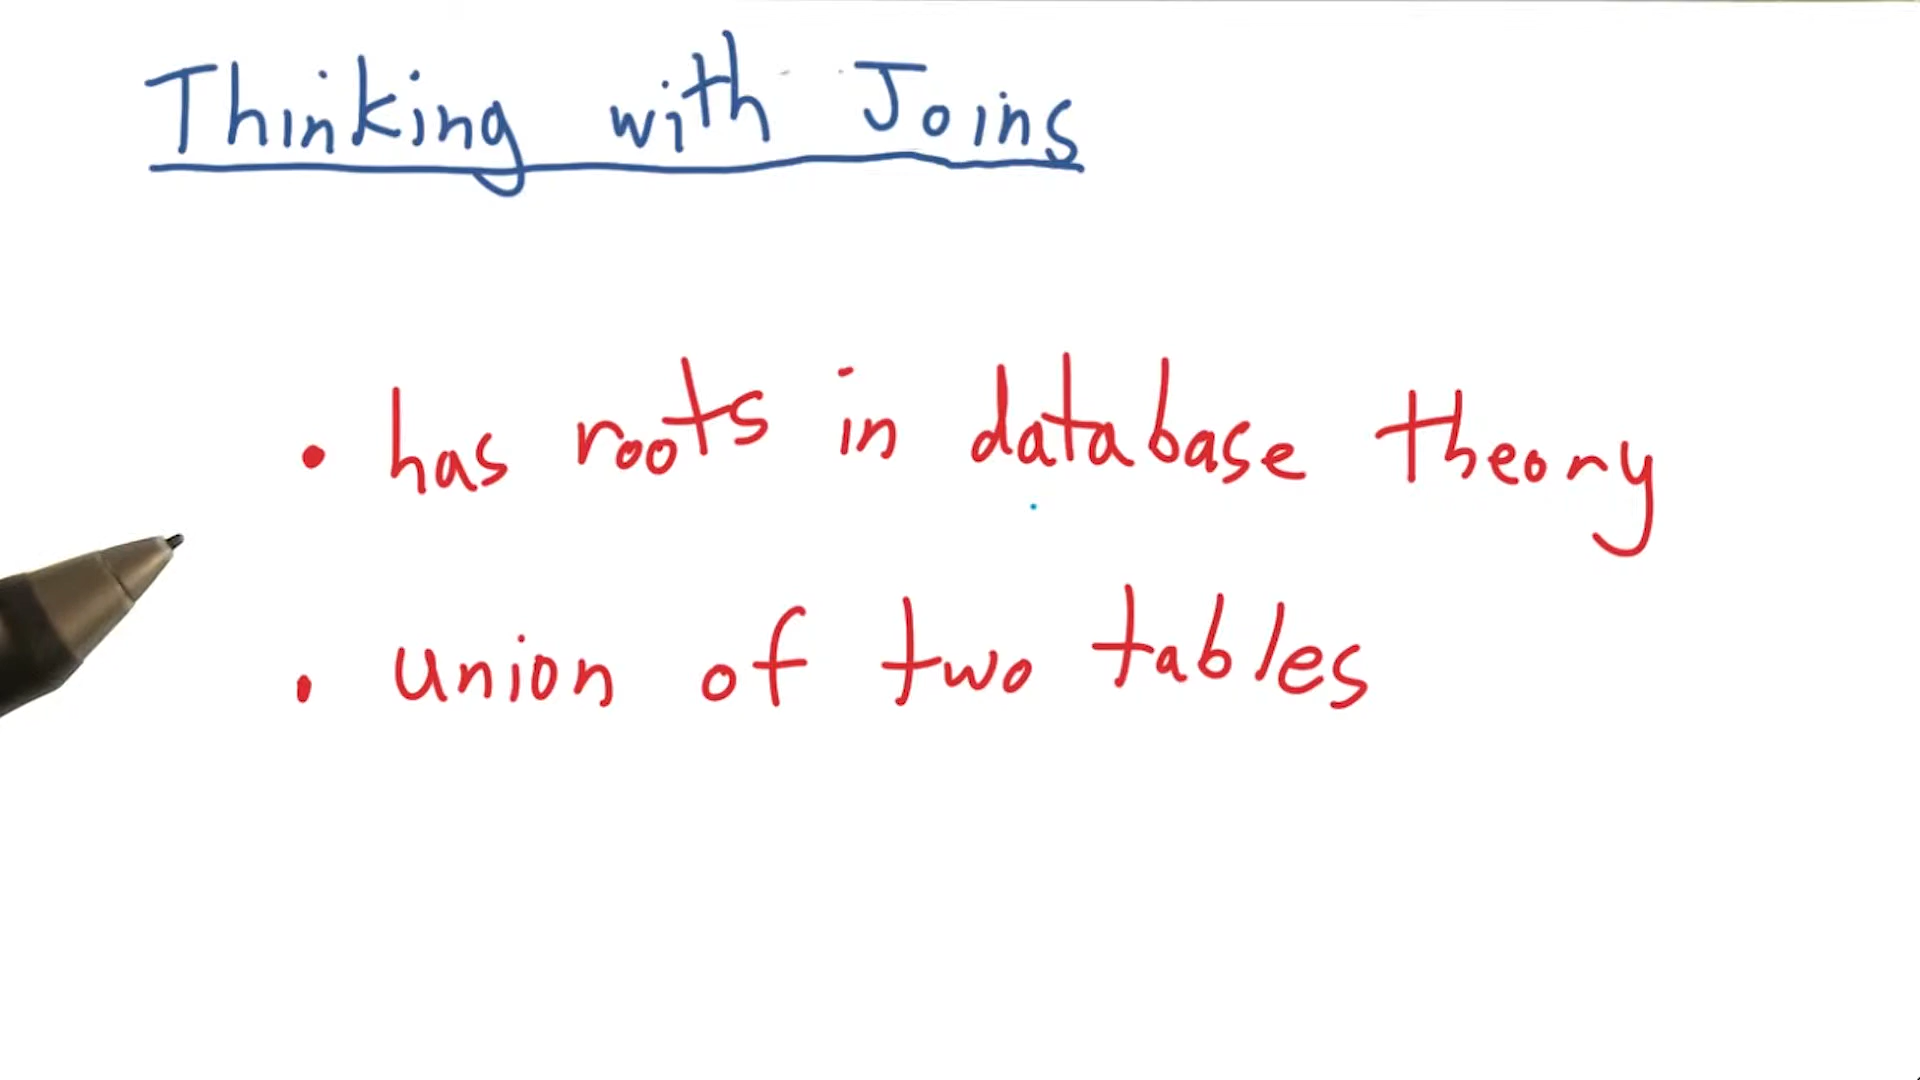 Thinking with Joins
• has roots in database theory
• union of two tables